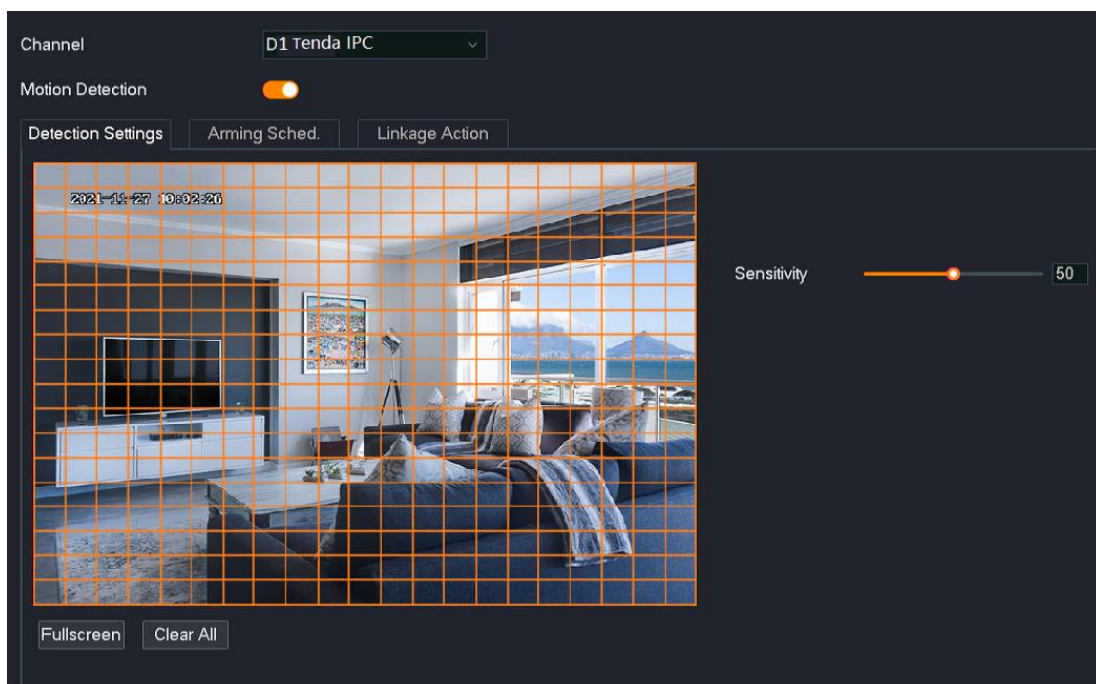 Channel
D1 Tenda IPC
Motion Detection
Detection Settings
Arming Sched.
Linkage Action
2021-11-27 10:02:26
Sensitivity
50
Fullscreen
Clear All